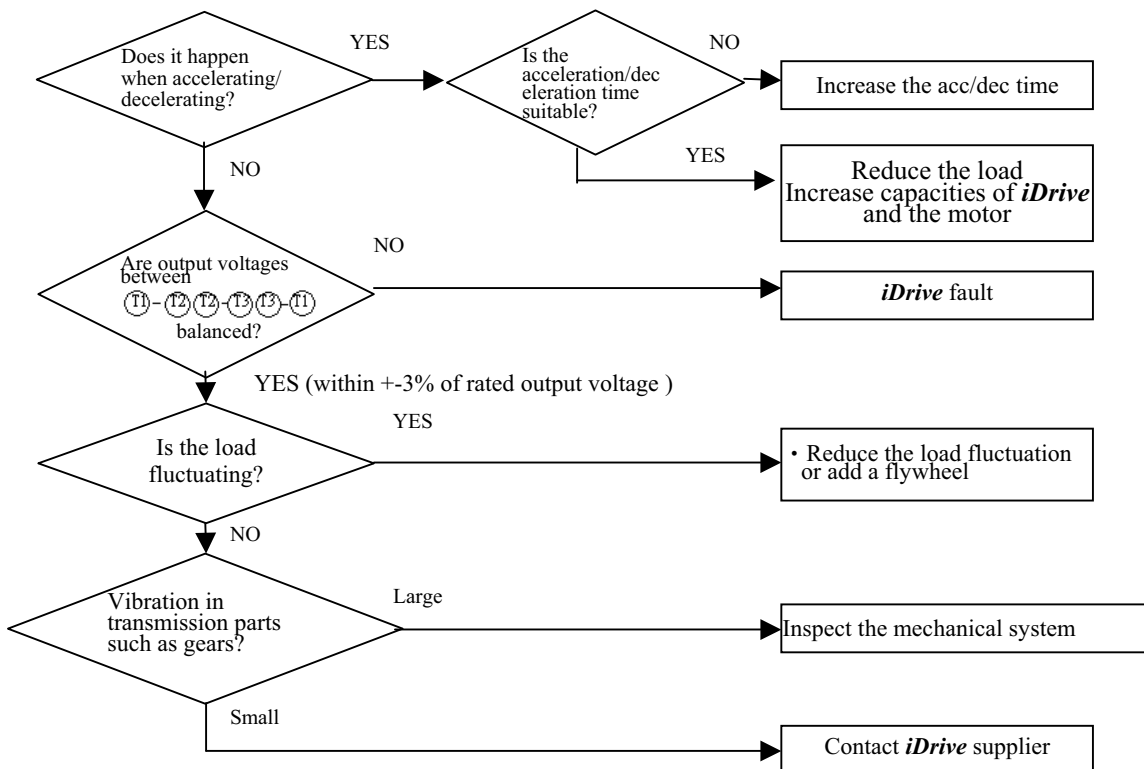 Does it happen
when accelerating/
decelerating?
YES
Is the
acceleration/dec
eleration time
suitable?
NO
Increase the acc/dec time
YES
Reduce the load
Increase capacities of iDrive
and the motor
NO
Are output voltages
between
T1-T2 T2-T3 T3-T1
balanced?
NO
iDrive fault
YES (within +-3% of rated output voltage )
Is the load
fluctuating?
YES
・Reduce the load fluctuation
or add a flywheel
NO
Vibration in
transmission parts
such as gears?
Large
Inspect the mechanical system
Small
Contact iDrive supplier